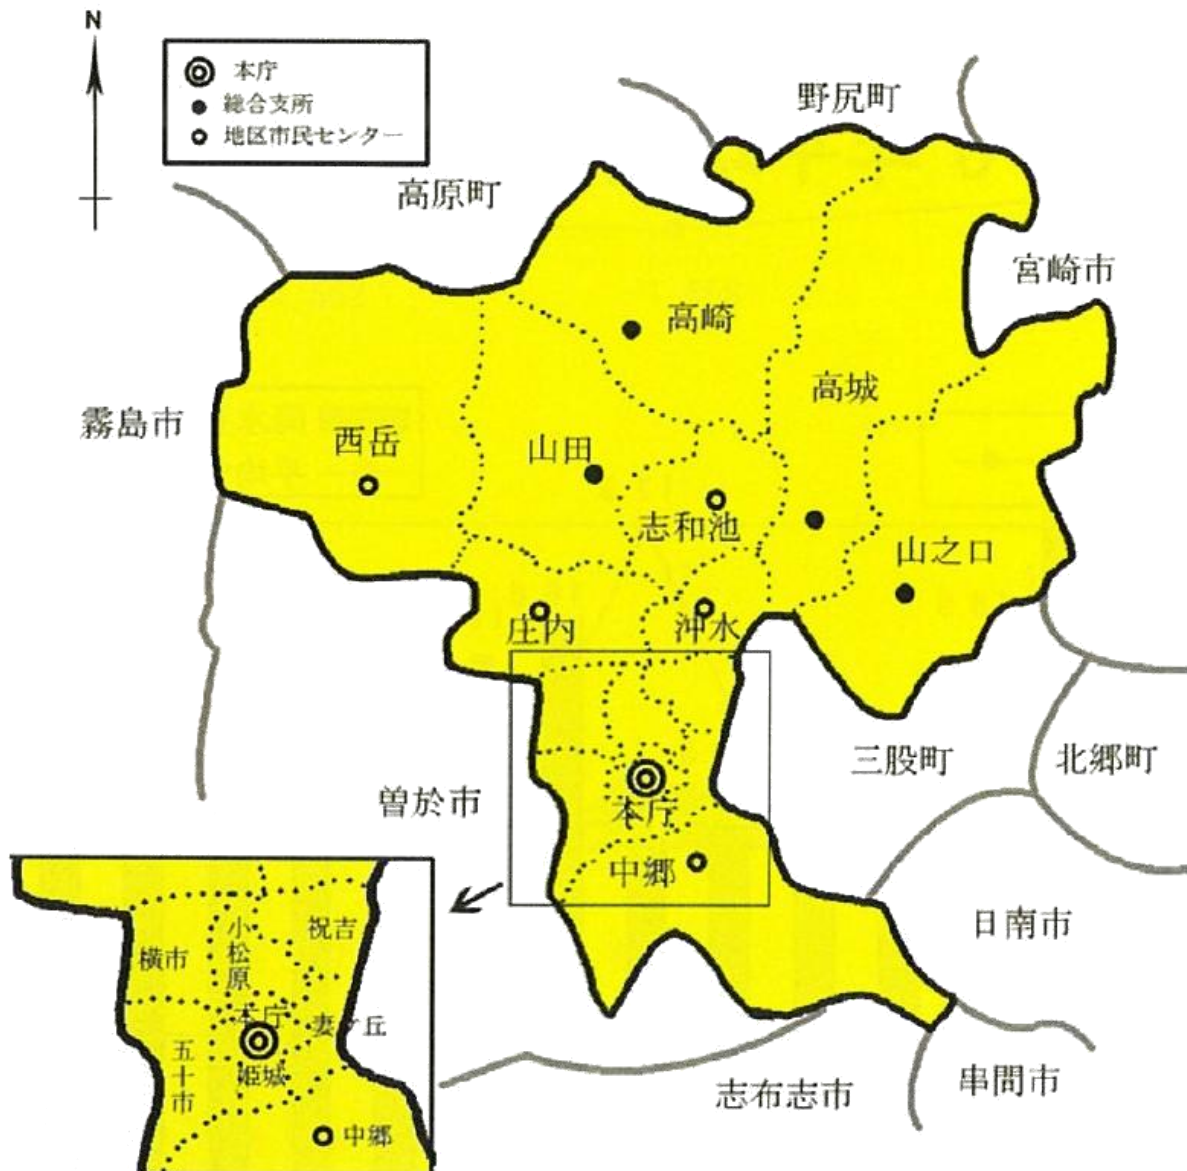 N
本庁
総合支所
地区市民センター
野尻町
高原町
宮崎市
高崎
高城
霧島市
西岳
山田
志和池
山之口
庄内
沖水
三股町
北郷町
曽於市
本庁
中郷
日南市
志布志市
串間市
小松原
祝吉
横市
本庁
妻ケ丘
五十市
姫城
中郷